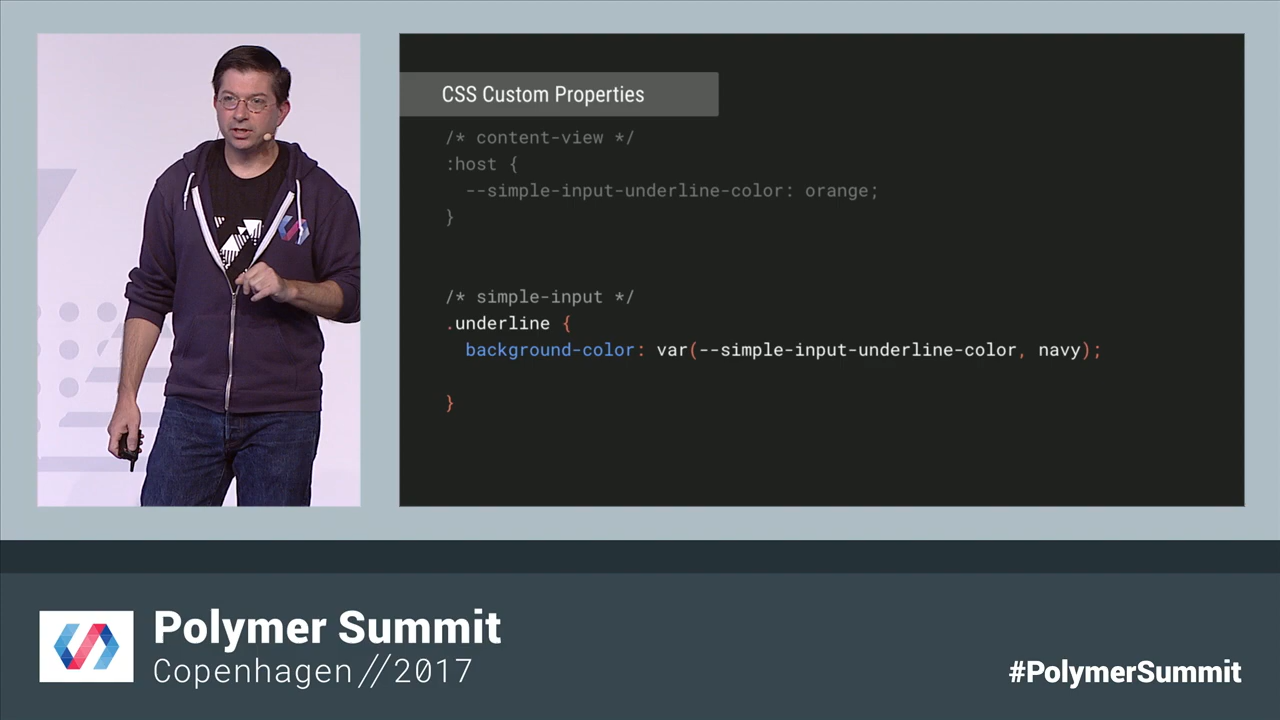 CSS Custom Properties
/* content-view */
:host {
--simple-input-underline-color: orange;
}
/* simple-input */
.underline {
background-color: var(--simple-input-underline-color, navy);
}
Polymer Summit
Copenhagen//2017
#PolymerSummit